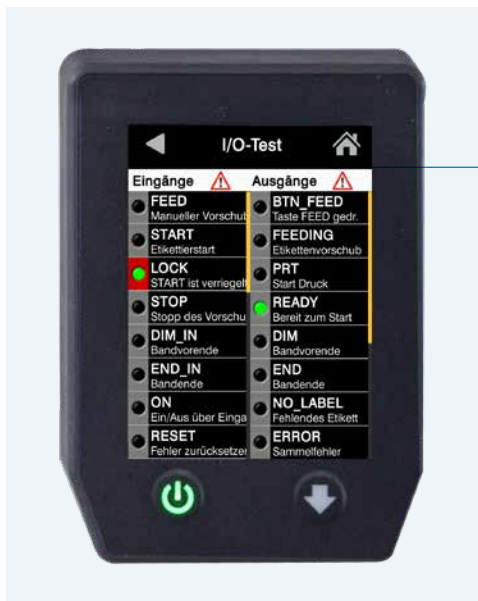 I/O-Test
Eingänge
Ausgänge
FEED
Manueller Vorschub
BTN_FEED
Taste FEED gedr.
START
Etikettierstart
FEEDING
Etikettenvorschub
LOCK
START ist verriegelt
PRT
Start Druck
STOP
Stopp des Vorschu
READY
Bereit zum Start
DIM_IN
Bandvorende
DIM
Bandvorende
END_IN
Bandende
END
Bandende
ON
Ein/Aus über Einga
NO_LABEL
Fehlendes Etikett
RESET
Fehler zurücksetzen
ERROR
Sammelfehler